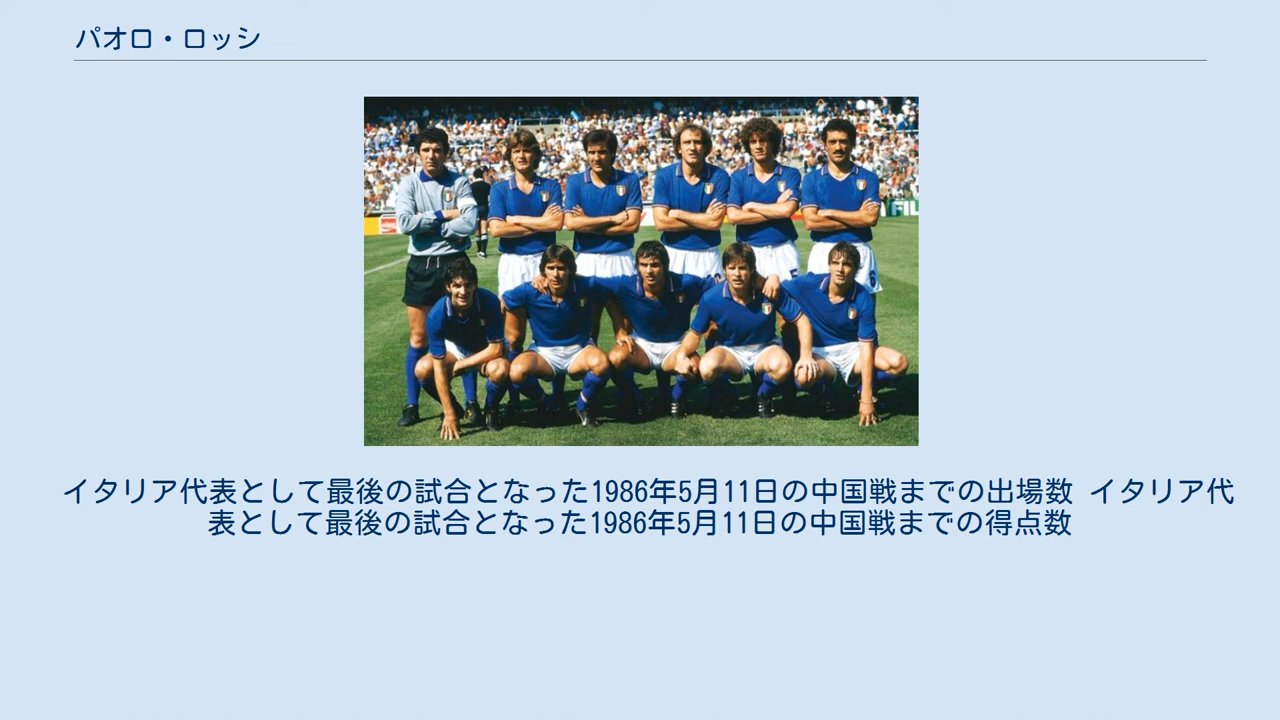 パオロ・ロッシ
FIL
6
イタリア代表として最後の試合となった1986年5月11日の中国戦までの出場数 イタリア代
表として最後の試合となった1986年5月11日の中国戦までの得点数